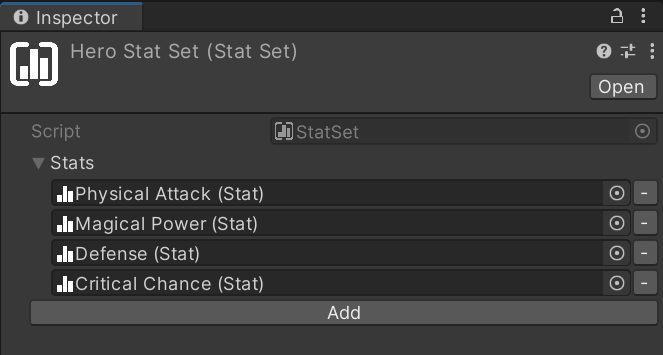 Inspector
Hero Stat Set (Stat Set)
Open
Script StatSet
Stats
Physical Attack (Stat) -
Magical Power (Stat) -
Defense (Stat) -
Critical Chance (Stat) -
Add